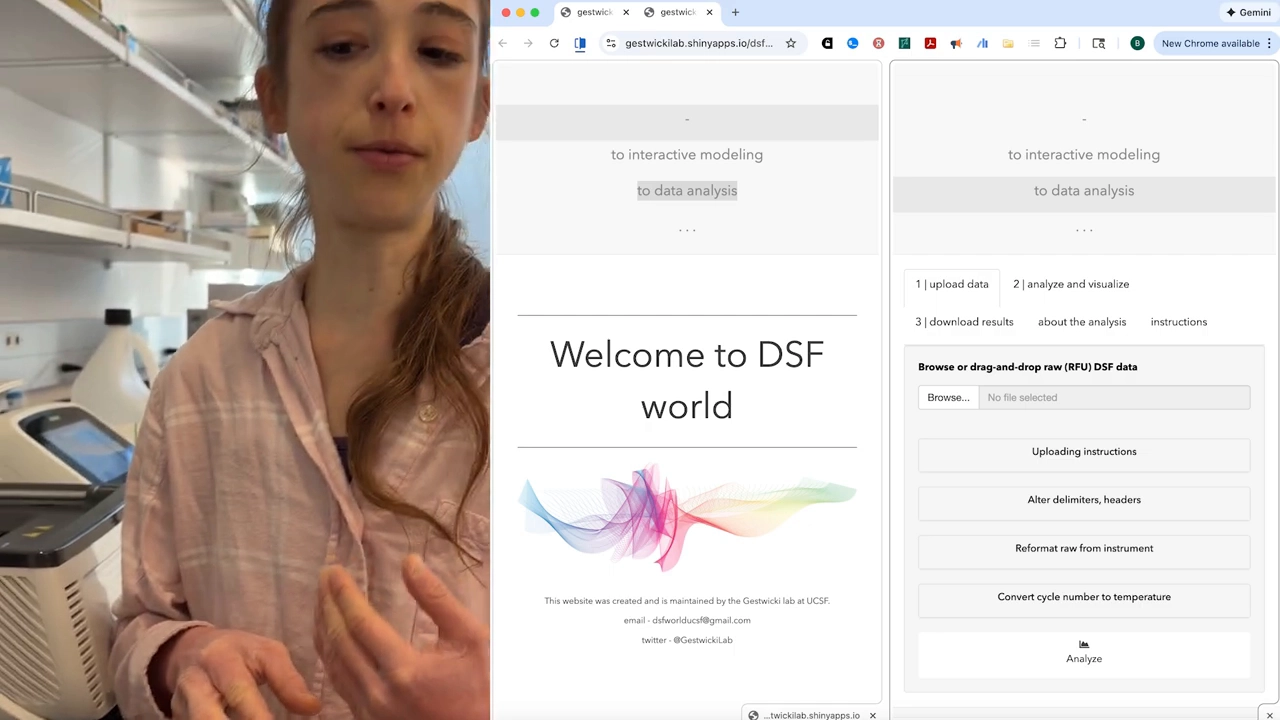 gestwick
gestwick
Gemini
gestwickilab.shinyapps.io/dsf...
B
New Chrome available
-
to interactive modeling
to data analysis
...
Welcome to DSF
world
This website was created and is maintained by the Gestwicki lab at UCSF.
email - dsfworlducsf@gmail.com
twitter - @GestwickiLab
...twickilab.shinyapps.io
-
to interactive modeling
to data analysis
...
1 | upload data
2 | analyze and visualize
3 | download results
about the analysis
instructions
Browse or drag-and-drop raw (RFU) DSF data
Browse...
No file selected
Uploading instructions
Alter delimiters, headers
Reformat raw from instrument
Convert cycle number to temperature
Analyze